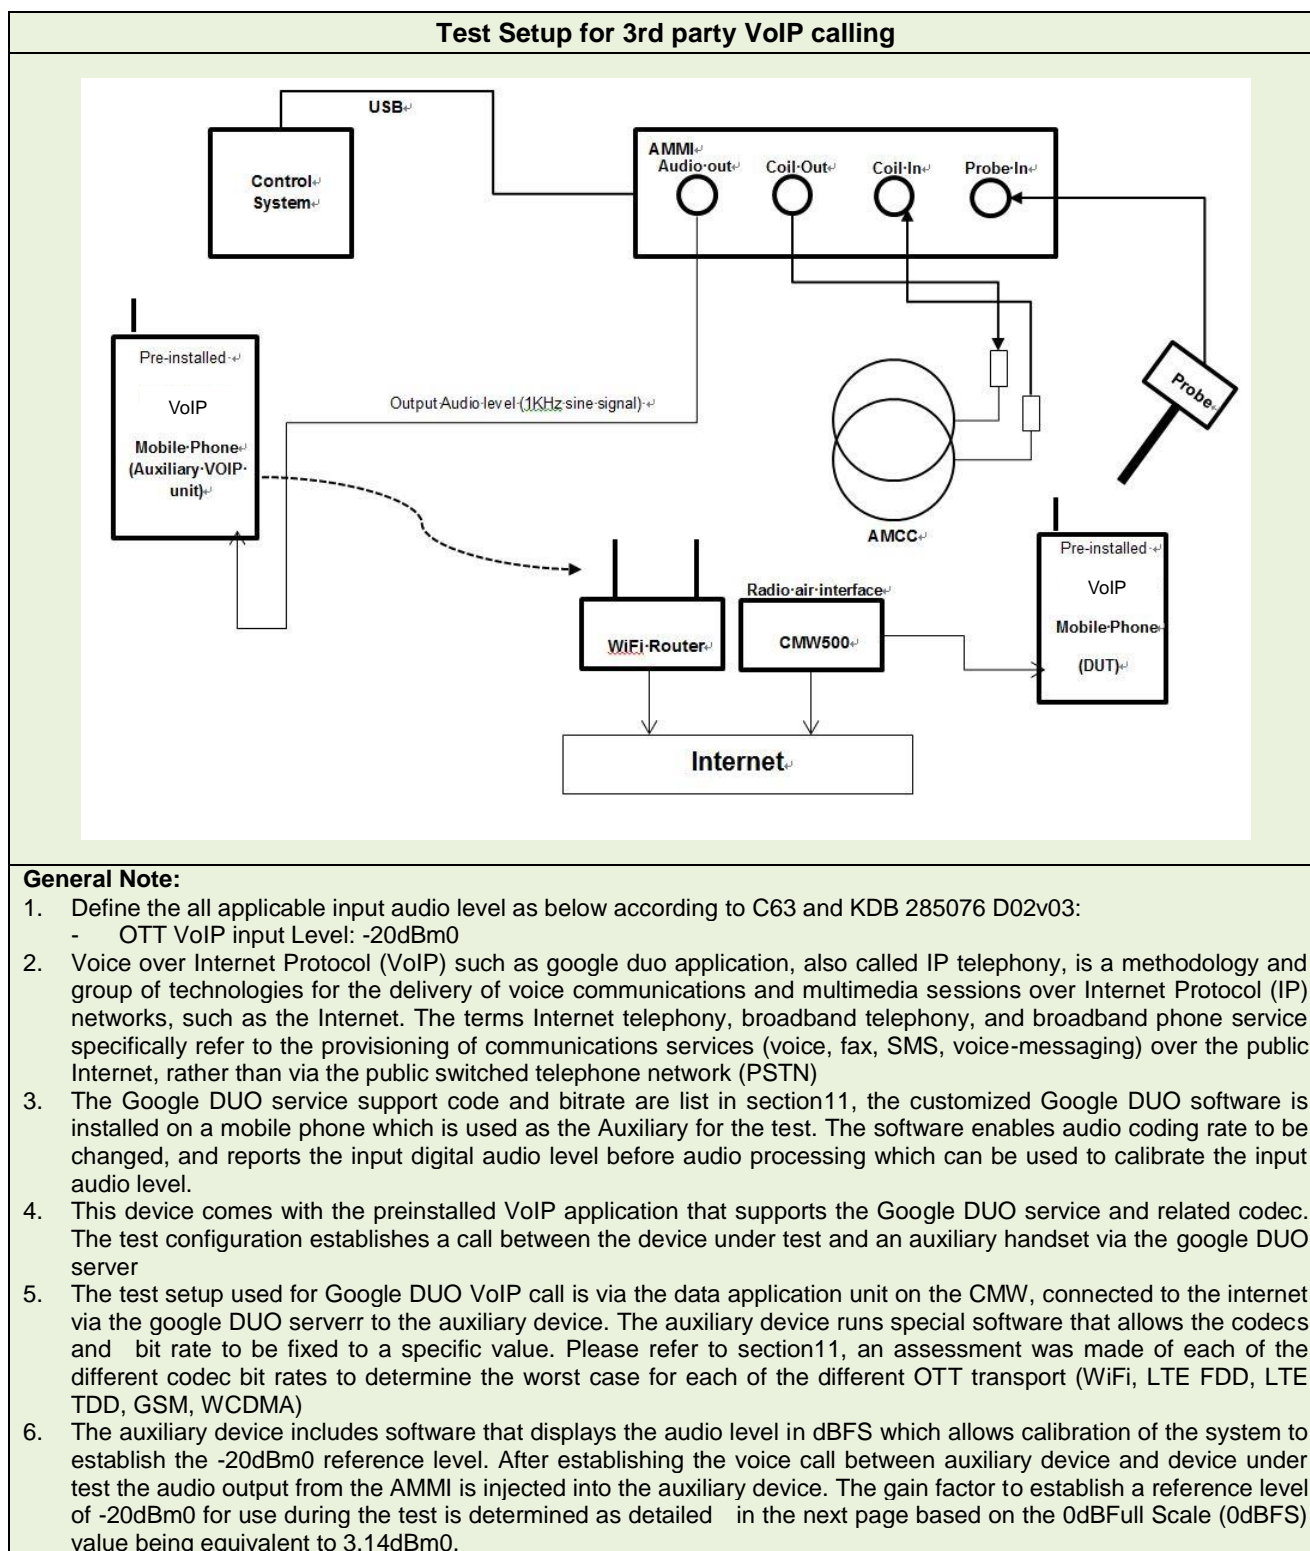 Test Setup for 3rd party VoIP calling
USB
Control
System
AMMI
Audio out
Coil Out
Coil In
Probe In
Pre-installed
VoIP
Mobile Phone
(Auxiliary VOIP
unit)
Output Audio level (1KHz sine signal)
Probe
AMCC
Radio air interface
WiFi Router
CMW500
Pre-installed
VoIP
Mobile Phone
(DUT)
Internet
General Note:
1. Define the all applicable input audio level as below according to C63 and KDB 285076 D02v03:
- OTT VoIP input Level: -20dBm0
2. Voice over Internet Protocol (VoIP) such as google duo application, also called IP telephony, is a methodology and
group of technologies for the delivery of voice communications and multimedia sessions over Internet Protocol (IP)
networks, such as the Internet. The terms Internet telephony, broadband telephony, and broadband phone service
specifically refer to the provisioning of communications services (voice, fax, SMS, voice-messaging) over the public
Internet, rather than via the public switched telephone network (PSTN)
3. The Google DUO service support code and bitrate are list in section11, the customized Google DUO software is
installed on a mobile phone which is used as the Auxiliary for the test. The software enables audio coding rate to be
changed, and reports the input digital audio level before audio processing which can be used to calibrate the input
audio level.
4. This device comes with the preinstalled VoIP application that supports the Google DUO service and related codec.
The test configuration establishes a call between the device under test and an auxiliary handset via the google DUO
server
5. The test setup used for Google DUO VoIP call is via the data application unit on the CMW, connected to the internet
via the google DUO serverr to the auxiliary device. The auxiliary device runs special software that allows the codecs
and bit rate to be fixed to a specific value. Please refer to section11, an assessment was made of each of the
different codec bit rates to determine the worst case for each of the different OTT transport (WiFi, LTE FDD, LTE
TDD, GSM, WCDMA)
6. The auxiliary device includes software that displays the audio level in dBFS which allows calibration of the system to
establish the -20dBm0 reference level. After establishing the voice call between auxiliary device and device under
test the audio output from the AMMI is injected into the auxiliary device. The gain factor to establish a reference level
of -20dBm0 for use during the test is determined as detailed in the next page based on the 0dBFull Scale (0dBFS)
value being equivalent to 3.14dBm0.